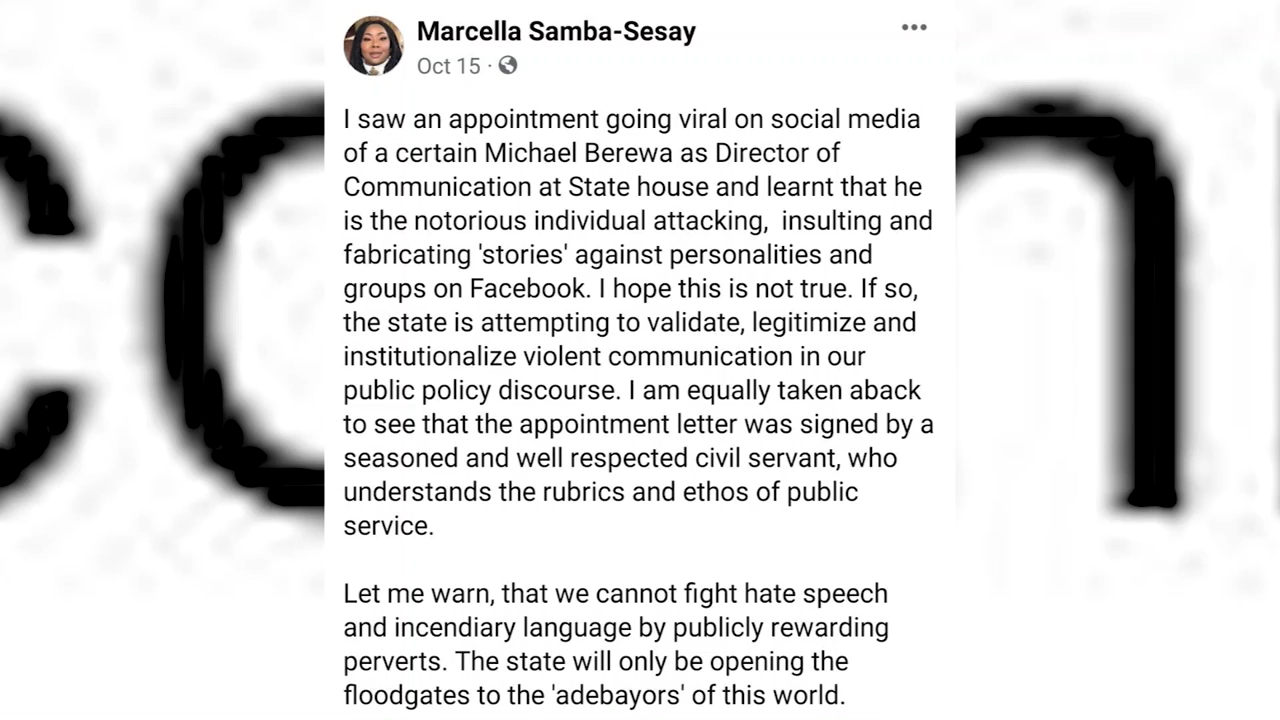 Marcella Samba-Sesay
Oct 15 ·
I saw an appointment going viral on social media
of a certain Michael Berewa as Director of
Communication at State house and learnt that he
is the notorious individual attacking,  insulting and
fabricating 'stories' against personalities and
groups on Facebook. I hope this is not true. If so,
the state is attempting to validate, legitimize and
institutionalize violent communication in our
public policy discourse. I am equally taken aback
to see that the appointment letter was signed by a
seasoned and well respected civil servant, who
understands the rubrics and ethos of public
service.
Let me warn, that we cannot fight hate speech
and incendiary language by publicly rewarding
perverts. The state will only be opening the
floodgates to the 'adebayors' of this world.